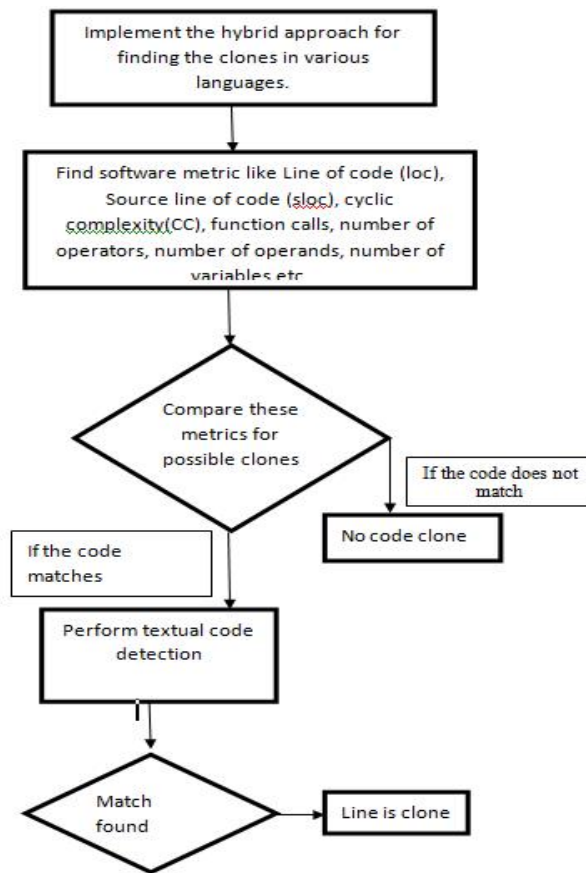 Implement the hybrid approach for
finding the clones in various
languages.
Find software metric like Line of code (loc),
Source line of code (sloc), cyclic
complexity(CC), function calls, number of
operators, number of operands, number of
variables etc
Compare these
metrics for
possible clones
If the code does not
match
No code clone
If the code
matches
Perform textual code
detection
Match
found
Line is clone